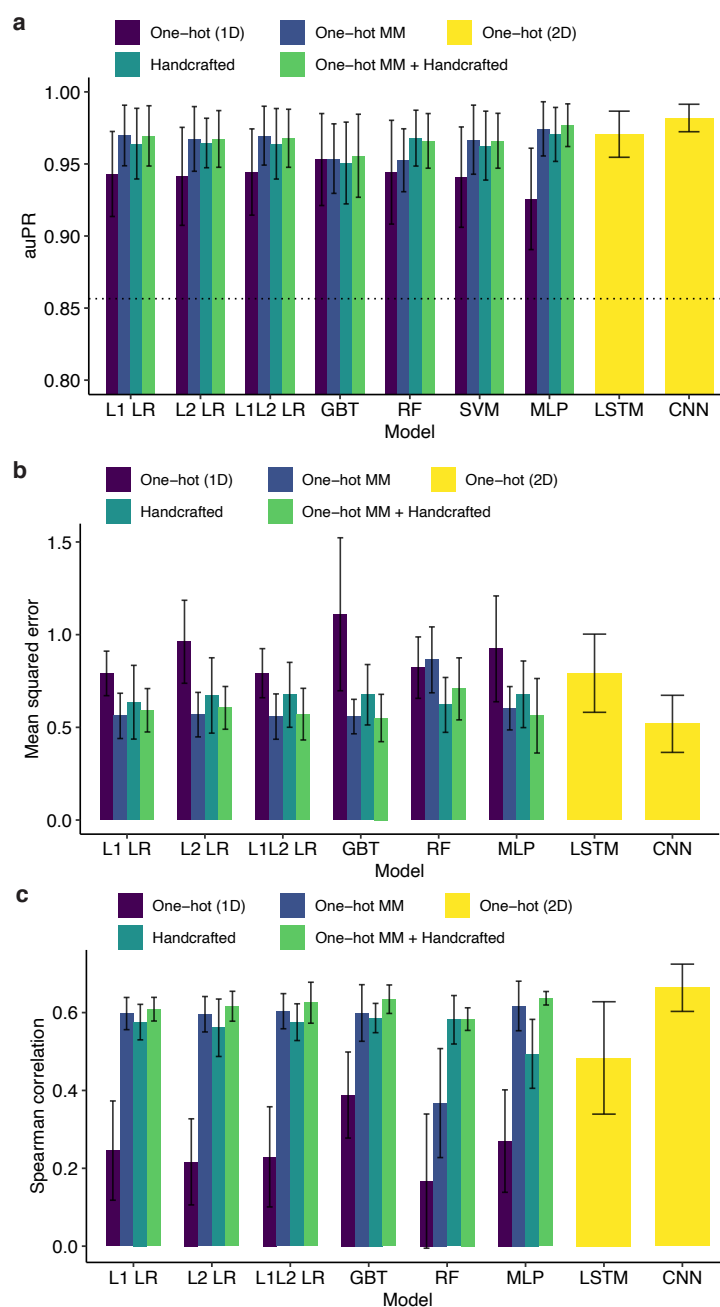 a
One−hot (1D) One−hot MM One−hot (2D)
Handcrafted One−hot MM + Handcrafted
auPR
1.00
0.95
0.90
0.85
0.80
L1 LR L2 LR L1L2 LR GBT RF SVM MLP LSTM CNN
Model
b
One−hot (1D) One−hot MM One−hot (2D)
Handcrafted One−hot MM + Handcrafted
Mean squared error
1.5
1.0
0.5
0.0
L1 LR L2 LR L1L2 LR GBT RF MLP LSTM CNN
Model
c
One−hot (1D) One−hot MM One−hot (2D)
Handcrafted One−hot MM + Handcrafted
Spearman correlation
0.6
0.4
0.2
0.0
L1 LR L2 LR L1L2 LR GBT RF MLP LSTM CNN
Model